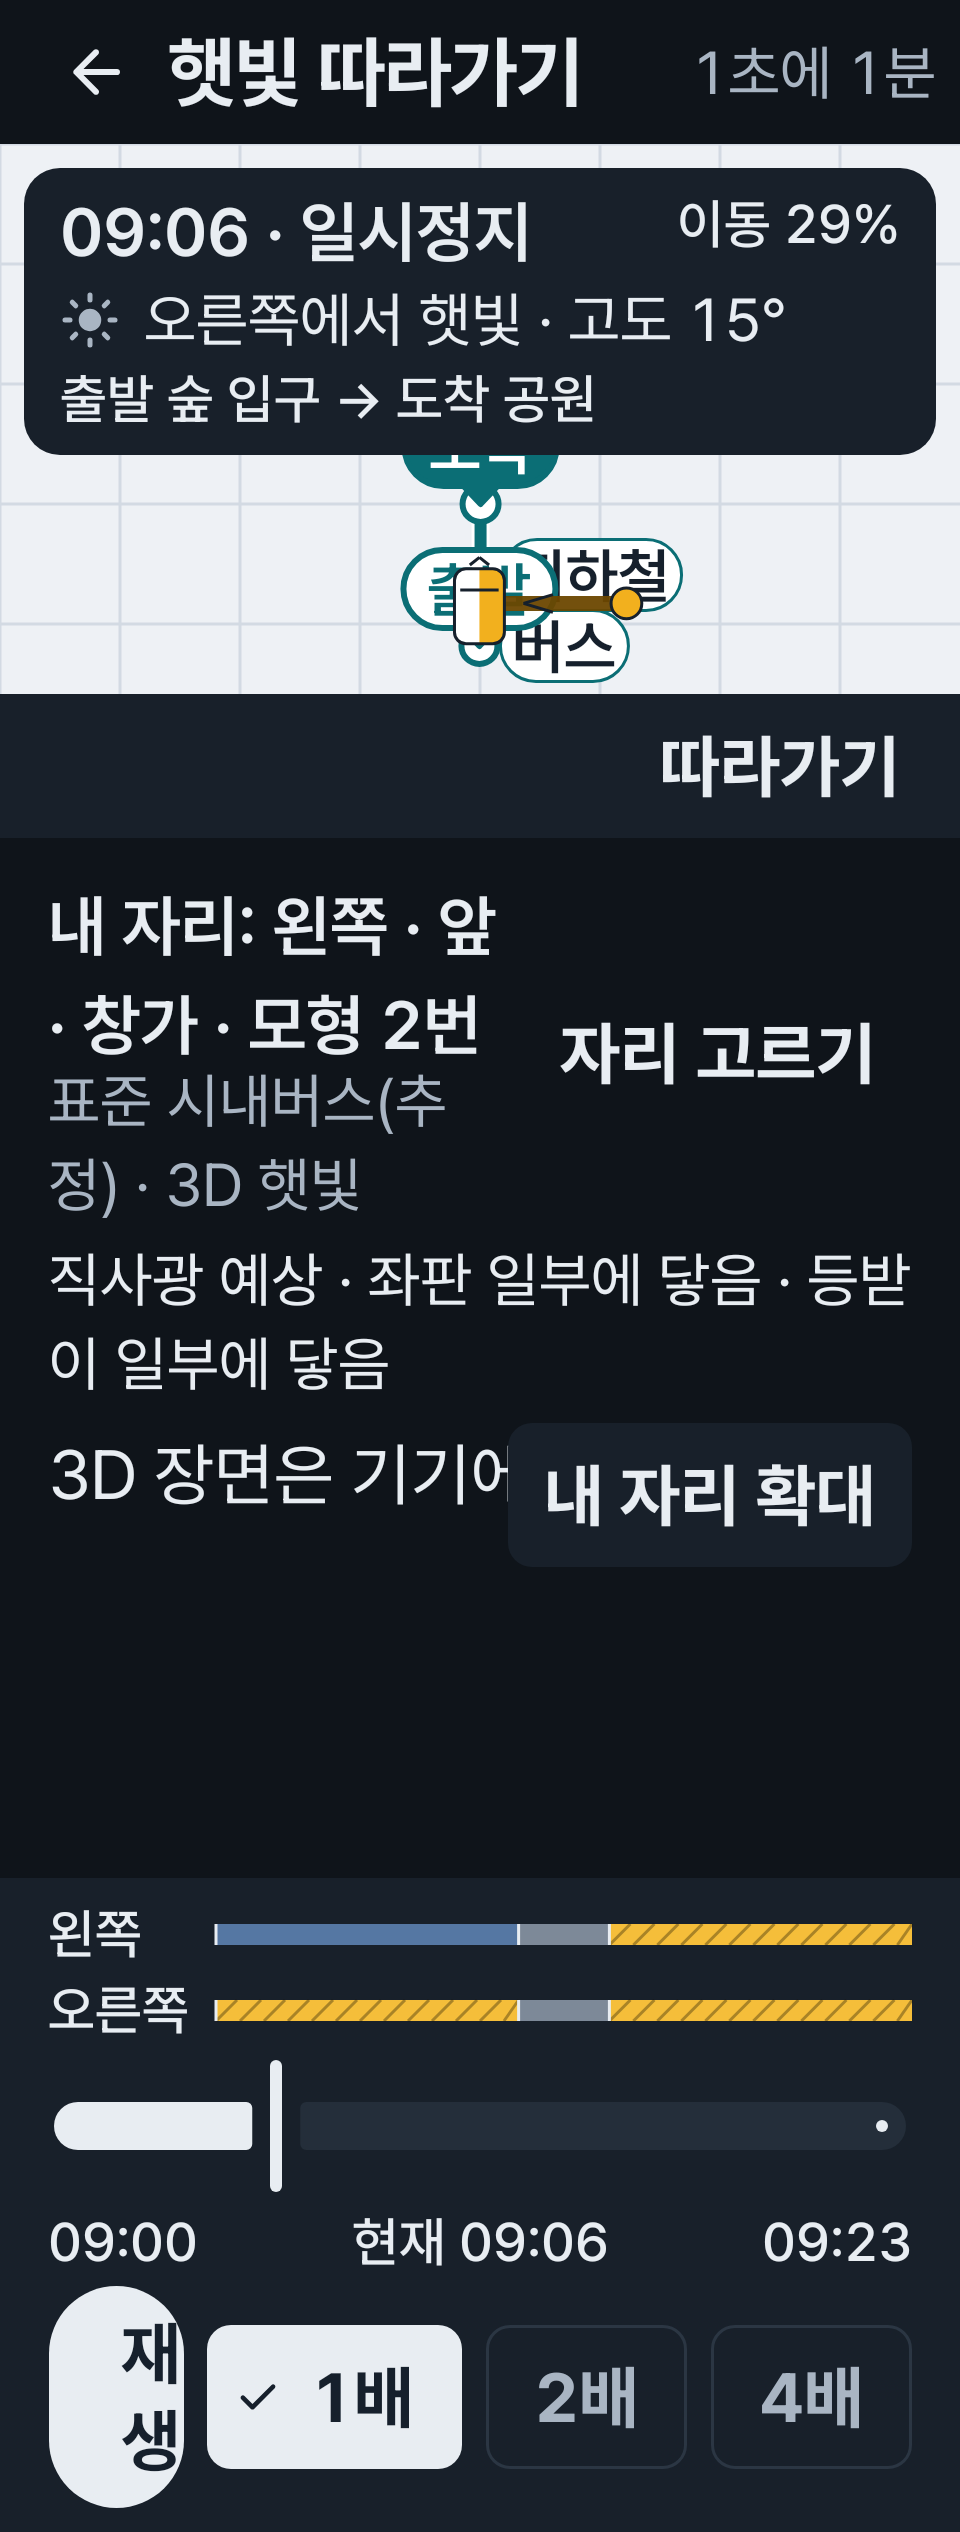 햇빛 따라가기
1초에 1분
09:06 · 일시정지
이동 29%
오른쪽에서 햇빛 · 고도 15°
출발 숲 입구 → 도착 공원
버스
따라가기
내 자리: 왼쪽 · 앞
· 창가 · 모형 2번
자리 고르기
표준 시내버스(추
정) · 3D 햇빛
직사광 예상 · 좌판 일부에 닿음 · 등받
이 일부에 닿음
3D 장면은 기기에
내 자리 확대
왼쪽
오른쪽
09:00
현재 09:06
09:23
재
생
1배
2배
4배